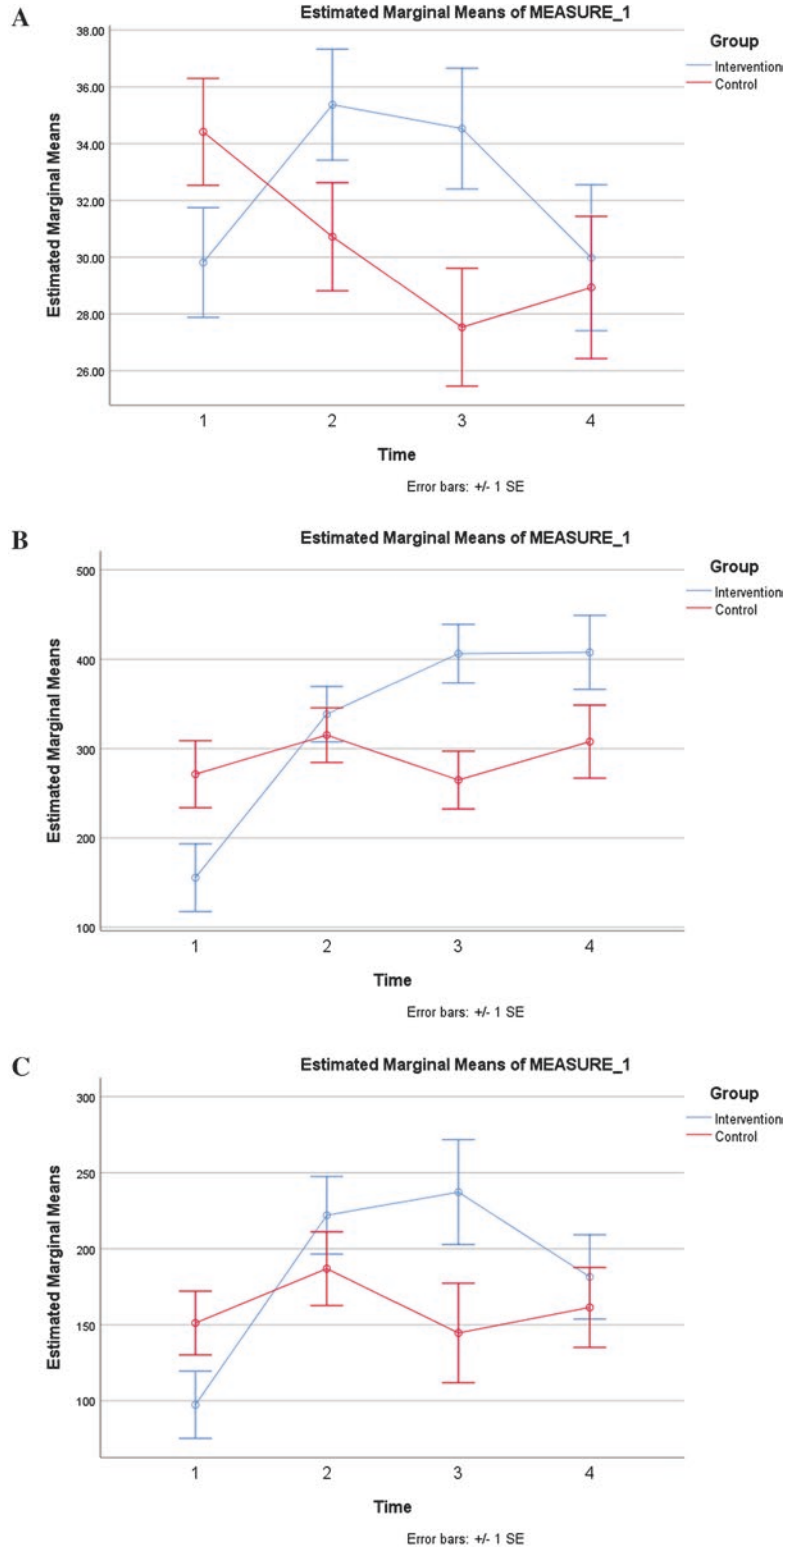 A
Estimated Marginal Means of MEASURE_1
Group
Intervention
Control
Estimated Marginal Means
38.00
36.00
34.00
32.00
30.00
28.00
26.00
1 2 3 4
Time
Error bars: +/- 1 SE
B
Estimated Marginal Means of MEASURE_1
Group
Intervention
Control
Estimated Marginal Means
500
400
300
200
100
1 2 3 4
Time
Error bars: +/- 1 SE
C
Estimated Marginal Means of MEASURE_1
Group
Intervention
Control
Estimated Marginal Means
300
250
200
150
100
1 2 3 4
Time
Error bars: +/- 1 SE